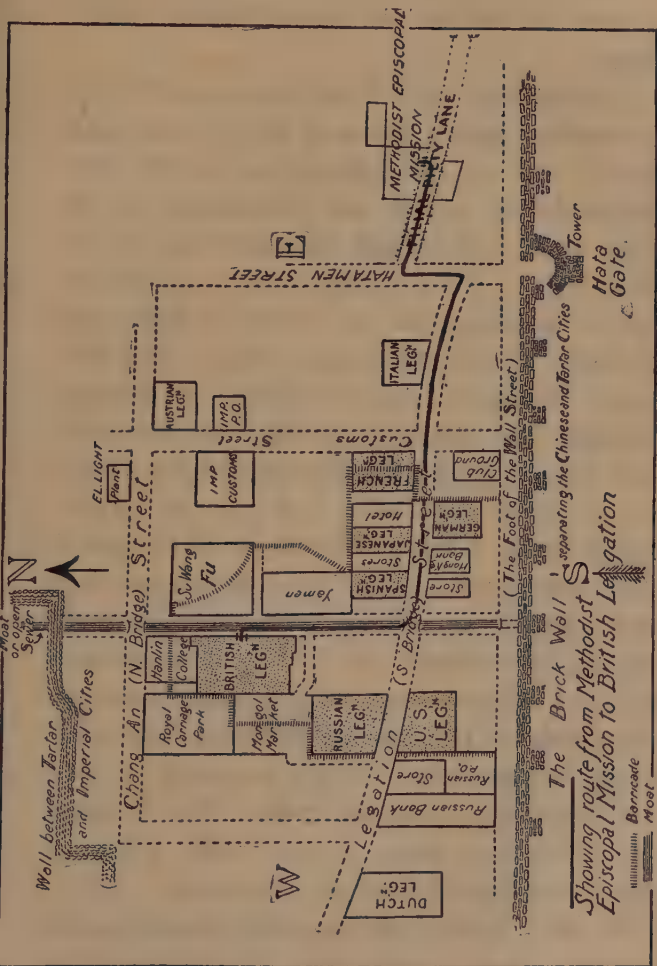 N
Moat
or open
Sewer
Wall between Tartar
and Imperial Cities
EL.LIGHT
Plant
Chang An (N. Bridge) Street
AUSTRIAN
LEGN
IMP.
P.O.
IMP
CUSTOMS
Customs Street
Su Wang
Fu
Yamen
Hanlin
College
BRITISH
LEGN
Royal
Carriage
Park
Mongol
Market
RUSSIAN
LEGN
SPANISH
LEGN
Stores
JAPANESE
LEGN
Hotel
FRENCH
LEGN
ITALIAN
LEGN
HATAMEN STREET
E
METHODIST EPISCOPAL
MISSION
FILIAL PIETY LANE
W
Legation (S Bridge) Street
DUTCH
LEGN
Russian Bank
Store
Russian
P.O.
U.S.
LEGN
Store
Hongkg
Bank
GERMAN
LEGN
Club
Ground
(The Foot of the Wall Street)
Tower
Hata
Gate.
The Brick Wall separating the Chinese and Tartar Cities
S
Showing route from Methodist
Episcopal Mission to British Legation
Barricade
Moat